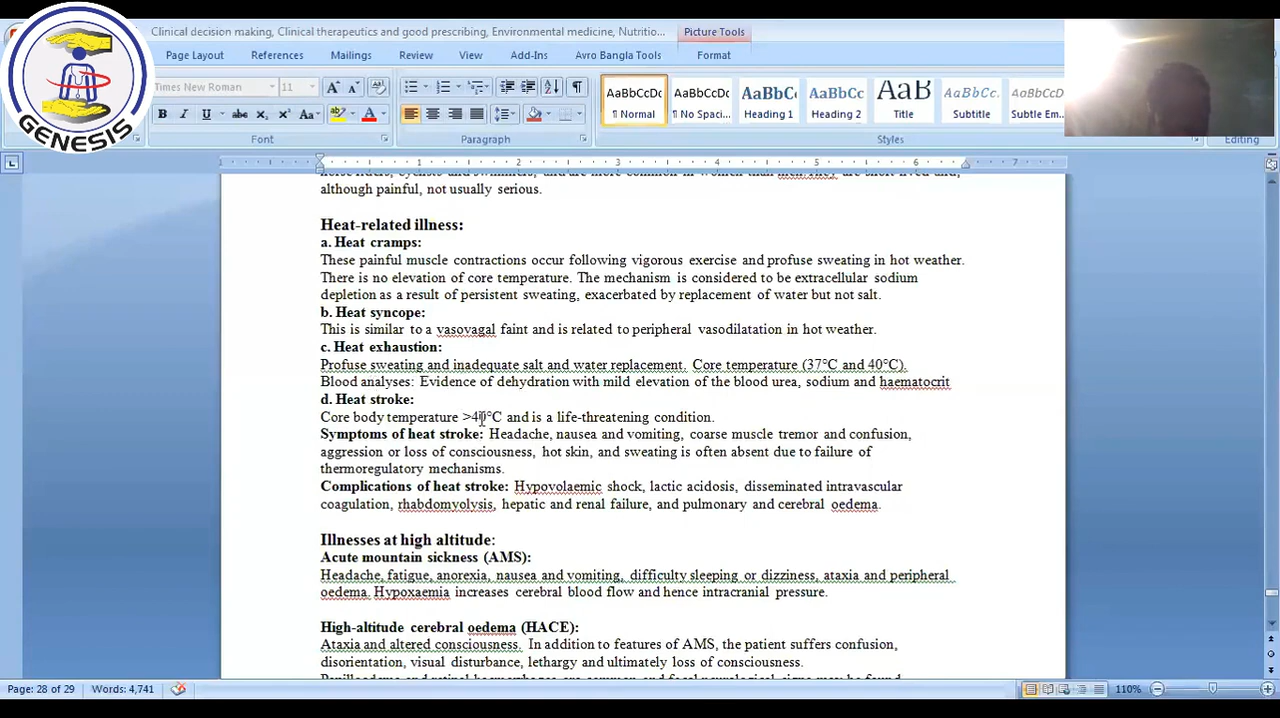 Clinical decision making, Clinical therapeutics and good prescribing, Environmental medicine, Nutritio...
Picture Tools
Page Layout References Mailings Review View Add-Ins Avro Bangla Tools Format
GENESIS
Times New Roman 11
AaBbCcDc AaBbCcDc AaBbC AaBbCc AaB AaBbCc. AaBbCcD
¶ Normal ¶ No Spaci... Heading 1 Heading 2 Title Subtitle Subtle Em...
Font Paragraph Styles Editing
1 2 3 4 5 6 7
although painful, not usually serious.
Heat-related illness:
a. Heat cramps:
These painful muscle contractions occur following vigorous exercise and profuse sweating in hot weather.
There is no elevation of core temperature. The mechanism is considered to be extracellular sodium
depletion as a result of persistent sweating, exacerbated by replacement of water but not salt.
b. Heat syncope:
This is similar to a vasovagal faint and is related to peripheral vasodilatation in hot weather.
c. Heat exhaustion:
Profuse sweating and inadequate salt and water replacement. Core temperature (37°C and 40°C).
Blood analyses: Evidence of dehydration with mild elevation of the blood urea, sodium and haematocrit
d. Heat stroke:
Core body temperature >40°C and is a life-threatening condition.
Symptoms of heat stroke: Headache, nausea and vomiting, coarse muscle tremor and confusion,
aggression or loss of consciousness, hot skin, and sweating is often absent due to failure of
thermoregulatory mechanisms.
Complications of heat stroke: Hypovolaemic shock, lactic acidosis, disseminated intravascular
coagulation, rhabdomyolysis, hepatic and renal failure, and pulmonary and cerebral oedema.
Illnesses at high altitude:
Acute mountain sickness (AMS):
Headache, fatigue, anorexia, nausea and vomiting, difficulty sleeping or dizziness, ataxia and peripheral
oedema. Hypoxaemia increases cerebral blood flow and hence intracranial pressure.
High-altitude cerebral oedema (HACE):
Ataxia and altered consciousness. In addition to features of AMS, the patient suffers confusion,
disorientation, visual disturbance, lethargy and ultimately loss of consciousness.
Page: 28 of 29 Words: 4,741 110%